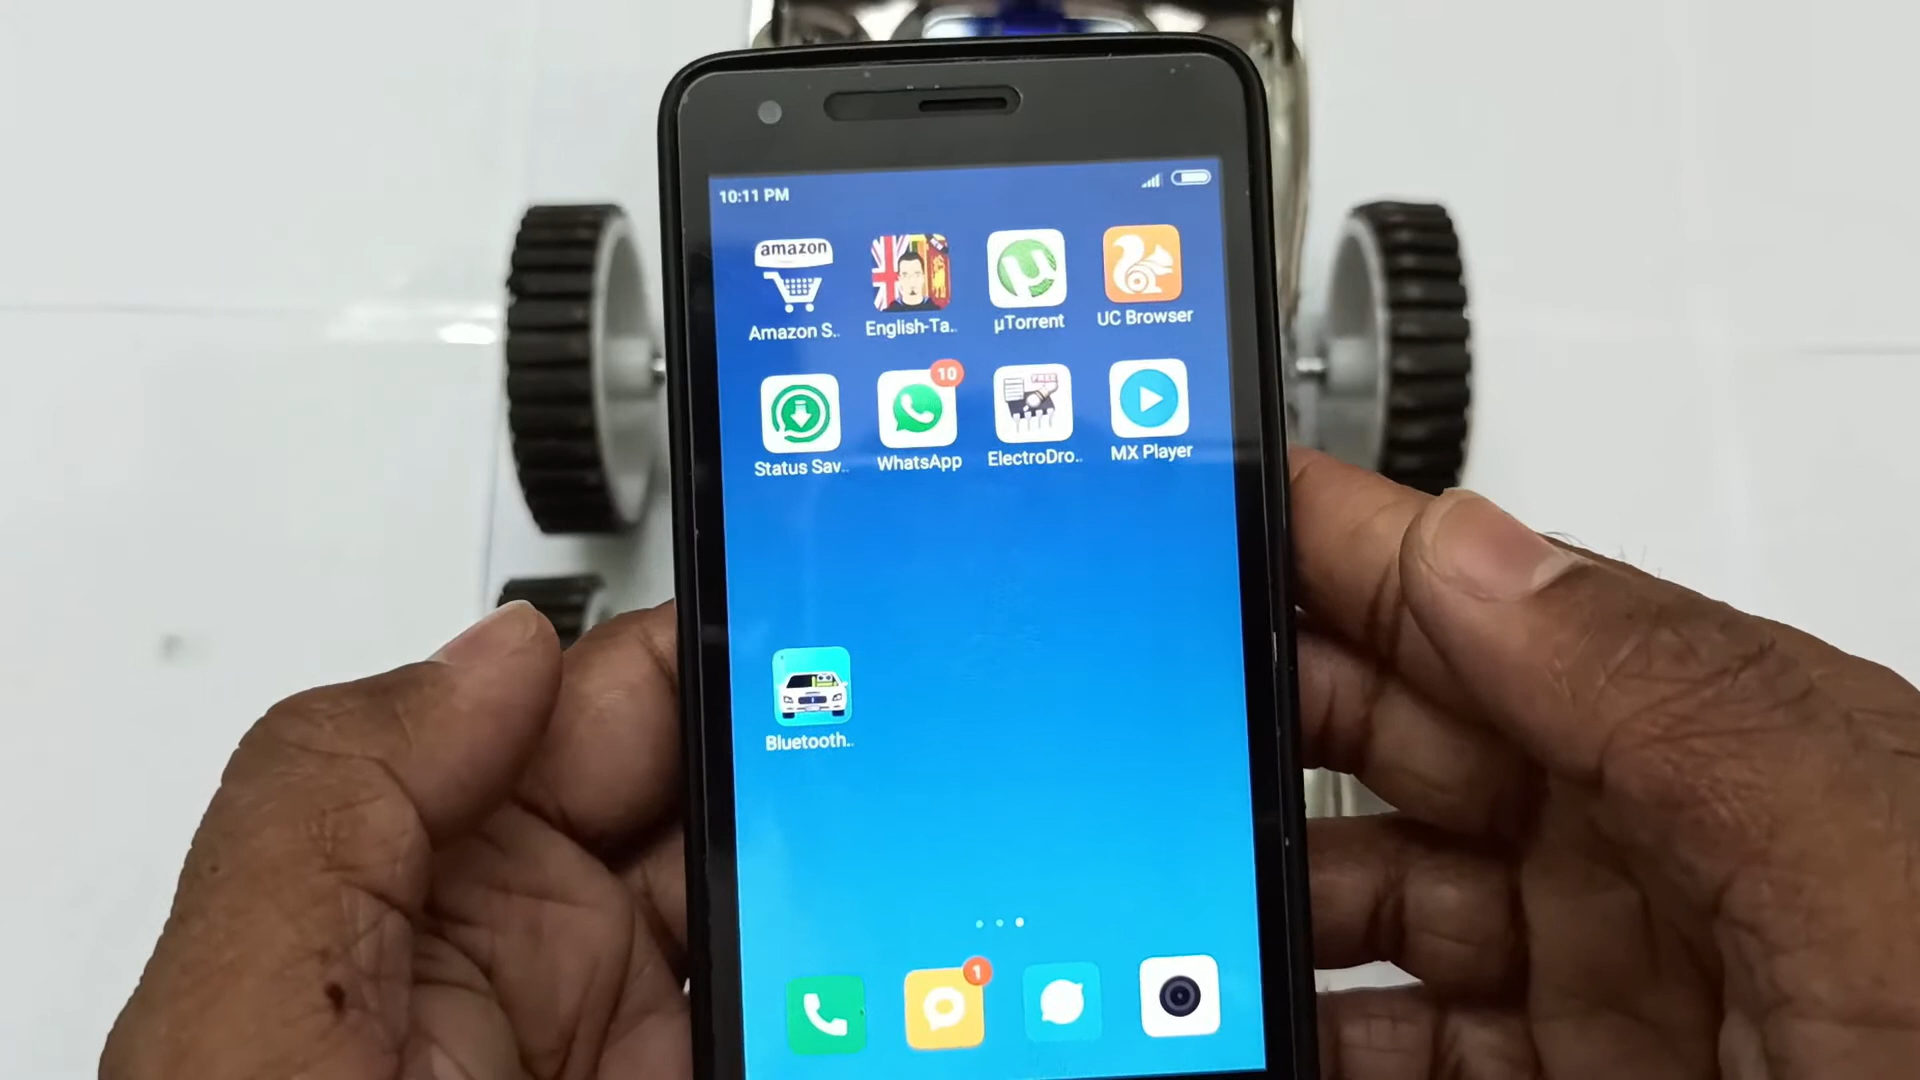 10:11 PM
amazon
Amazon S..
English-Ta..
µTorrent
UC Browser
10
FREE
Status Sav..
WhatsApp
ElectroDro..
MX Player
Bluetooth..
1